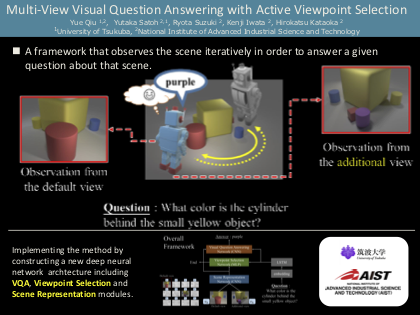 Multi-View Visual Question Answering with Active Viewpoint Selection
Yue Qiu 1,2, Yutaka Satoh 2,1, Ryota Suzuki 2, Kenji Iwata 2, Hirokatsu Kataoka 2
1University of Tsukuba, 2National Institute of Advanced Industrial Science and Technology
A framework that observes the scene iteratively in order to answer a given
question about that scene.
purple
Observation from
the default view
Observation from
the additional view
Question : What color is the cylinder
behind the small yellow object?
Implementing the method by
constructing a new deep neural
network archtecture including
VQA, Viewpoint Selection and
Scene Representation modules.
Overall
Framework
Question
What color is the
cylinder behind the
small yellow object?
筑波大学
University of Tsukuba
AIST
NATIONAL INSTITUTE OF
ADVANCED INDUSTRIAL SCIENCE
AND TECHNOLOGY (AIST)